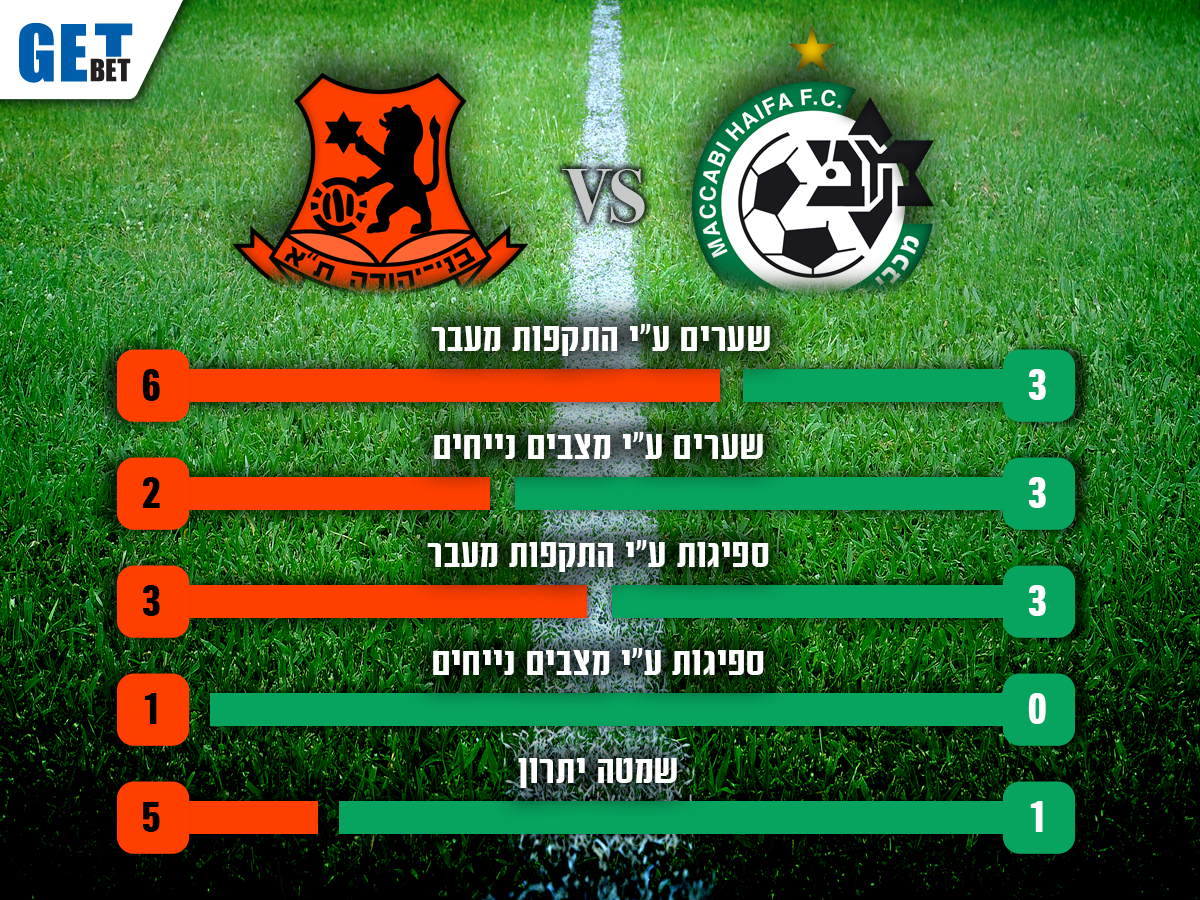 GET
BET
MACCABI HAIFA F.C.
VS
בני־יהודה ת"א
שערים ע"י התקפות מעבר
6 3
שערים ע"י מצבים נייחים
2 3
ספיגות ע"י התקפות מעבר
3 3
ספיגות ע"י מצבים נייחים
1 0
שמטה יתרון
5 1